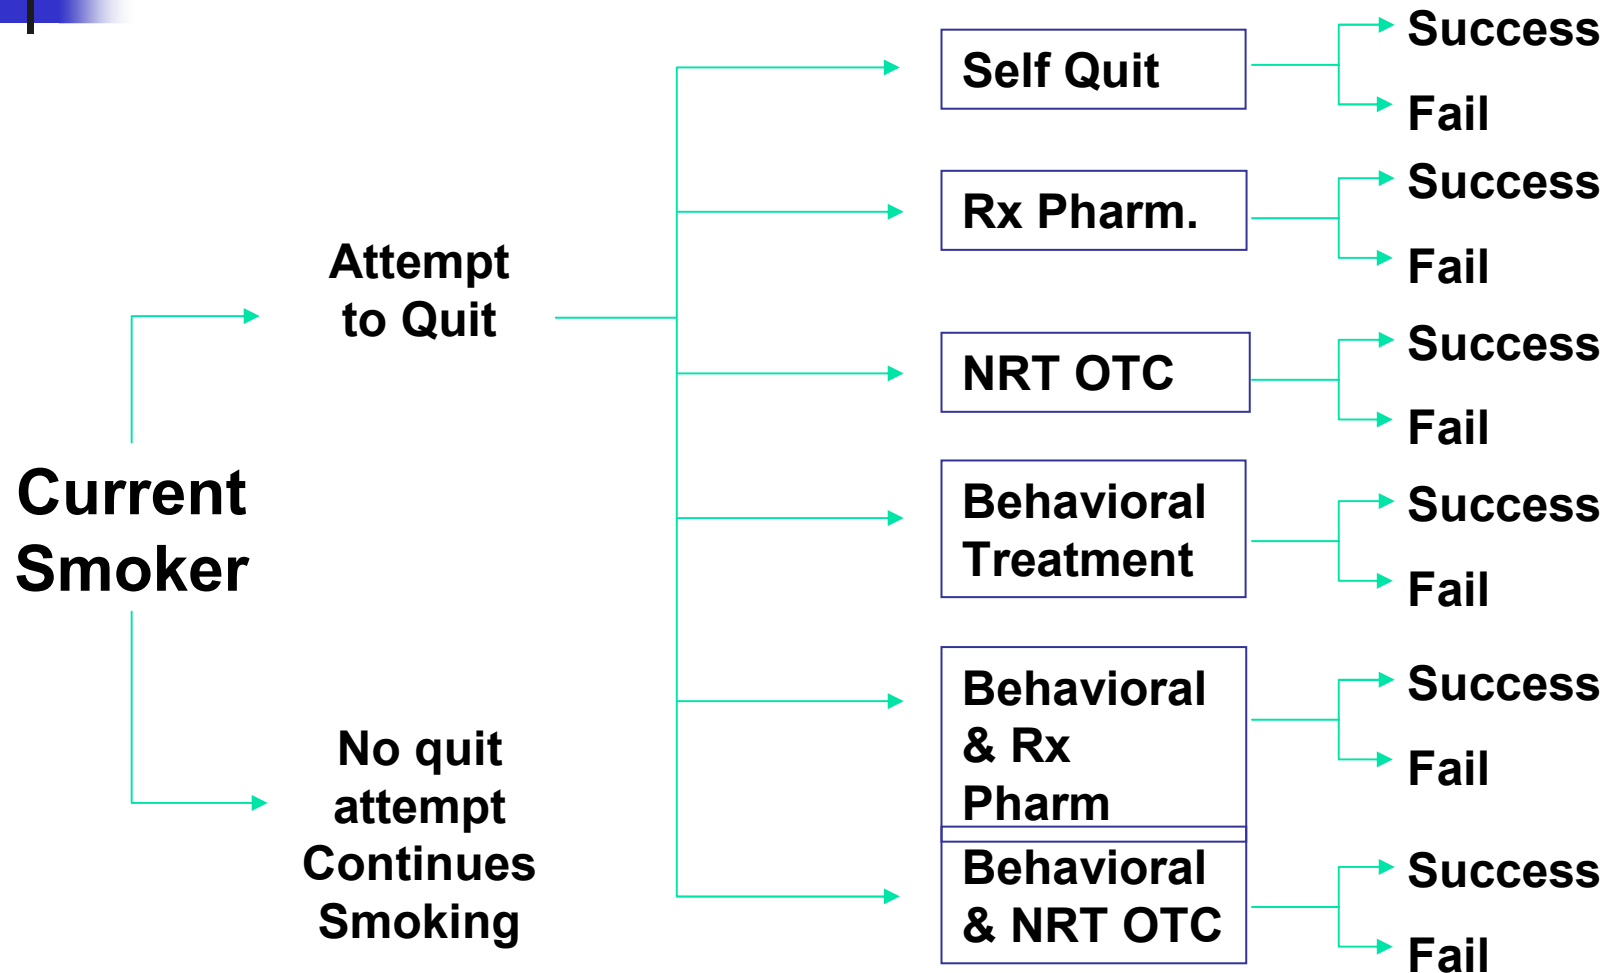 Current
Smoker
Attempt
to Quit
No quit
attempt
Continues
Smoking
Self Quit
Success
Fail
Rx Pharm.
Success
Fail
NRT OTC
Success
Fail
Behavioral
Treatment
Success
Fail
Behavioral
& Rx
Pharm
Success
Fail
Behavioral
& NRT OTC
Success
Fail